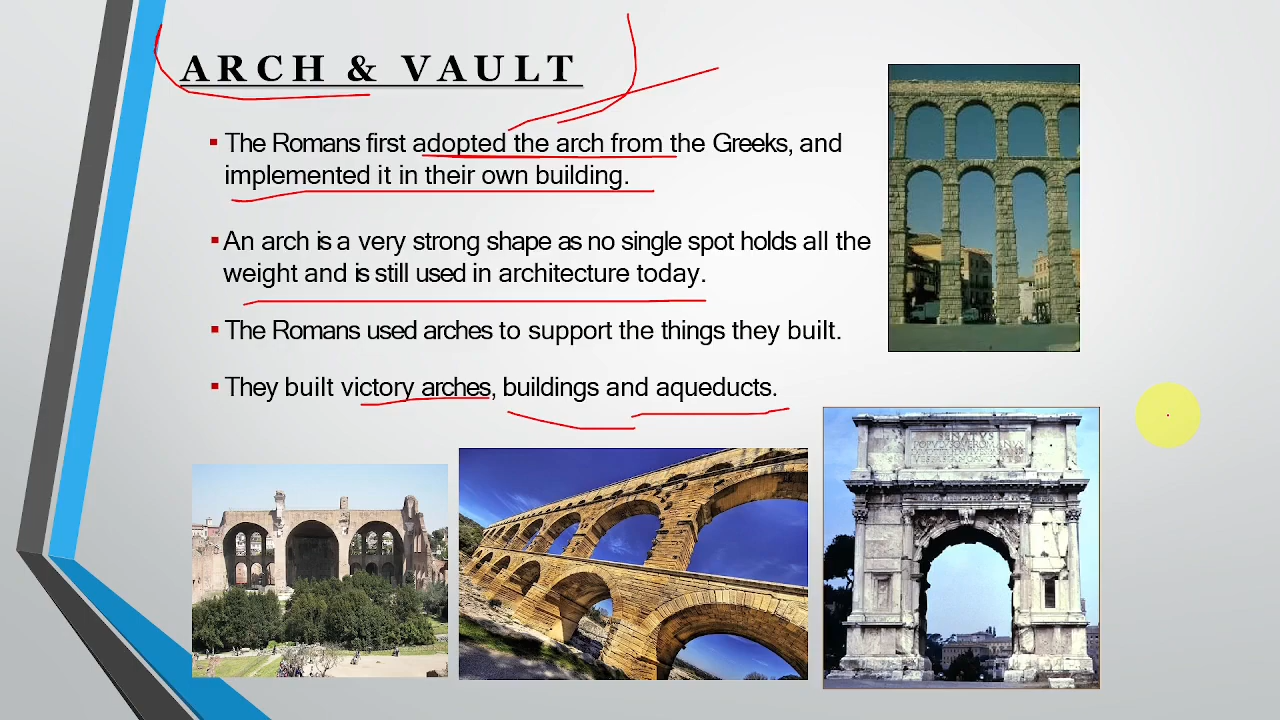 ARCH & VAULT
The Romans first adopted the arch from the Greeks, and
implemented it in their own building.
An arch is a very strong shape as no single spot holds all the
weight and is still used in architecture today.
The Romans used arches to support the things they built.
They built victory arches, buildings and aqueducts.
SENATVS